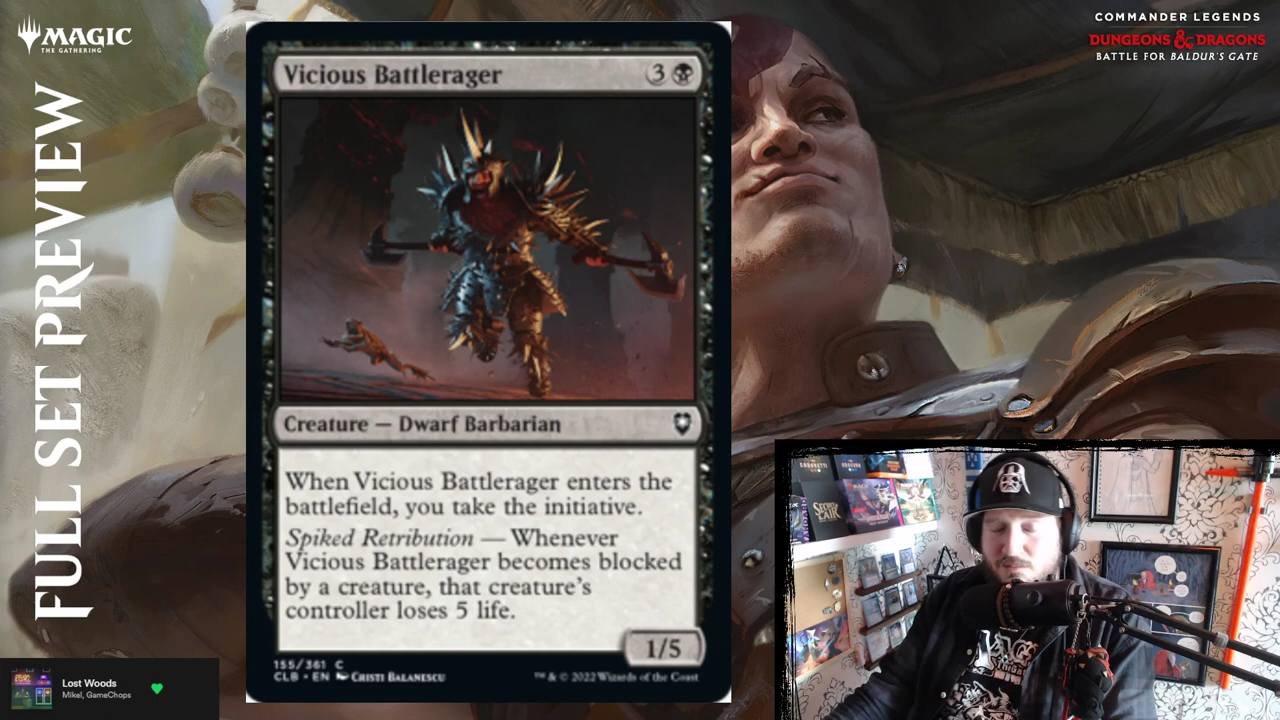 MAGIC
THE GATHERING
FULL SET PREVIEW
COMMANDER LEGENDS
DUNGEONS & DRAGONS
BATTLE FOR BALDUR'S GATE
Vicious Battlerager 3
Creature — Dwarf Barbarian
When Vicious Battlerager enters the
battlefield, you take the initiative.
Spiked Retribution — Whenever
Vicious Battlerager becomes blocked
by a creature, that creature's
controller loses 5 life.
1/5
155/361 C
CLB • EN CRISTI BALANESCU
™ & © 2022 Wizards of the Coast
Lost Woods
Mikel, GameChops
SECRET
LAIR